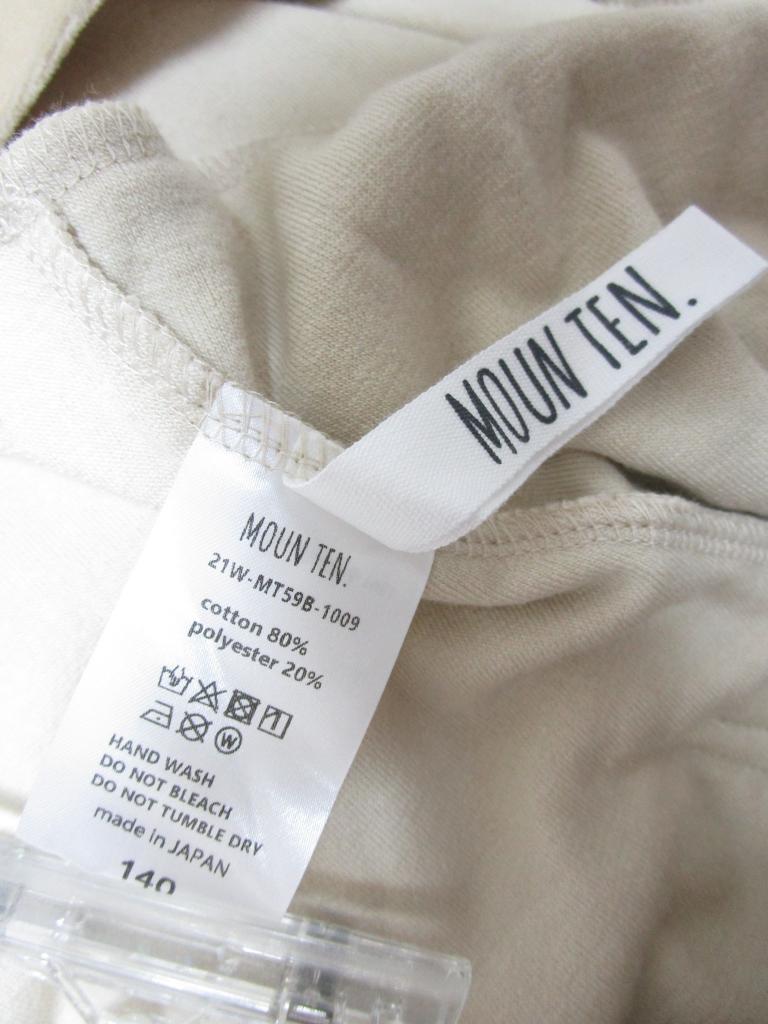 MOUN TEN.
MOUN TEN.
21W-MT59B-1009
cotton 80%
polyester 20%
W
HAND WASH
DO NOT BLEACH
DO NOT TUMBLE DRY
made in JAPAN
140